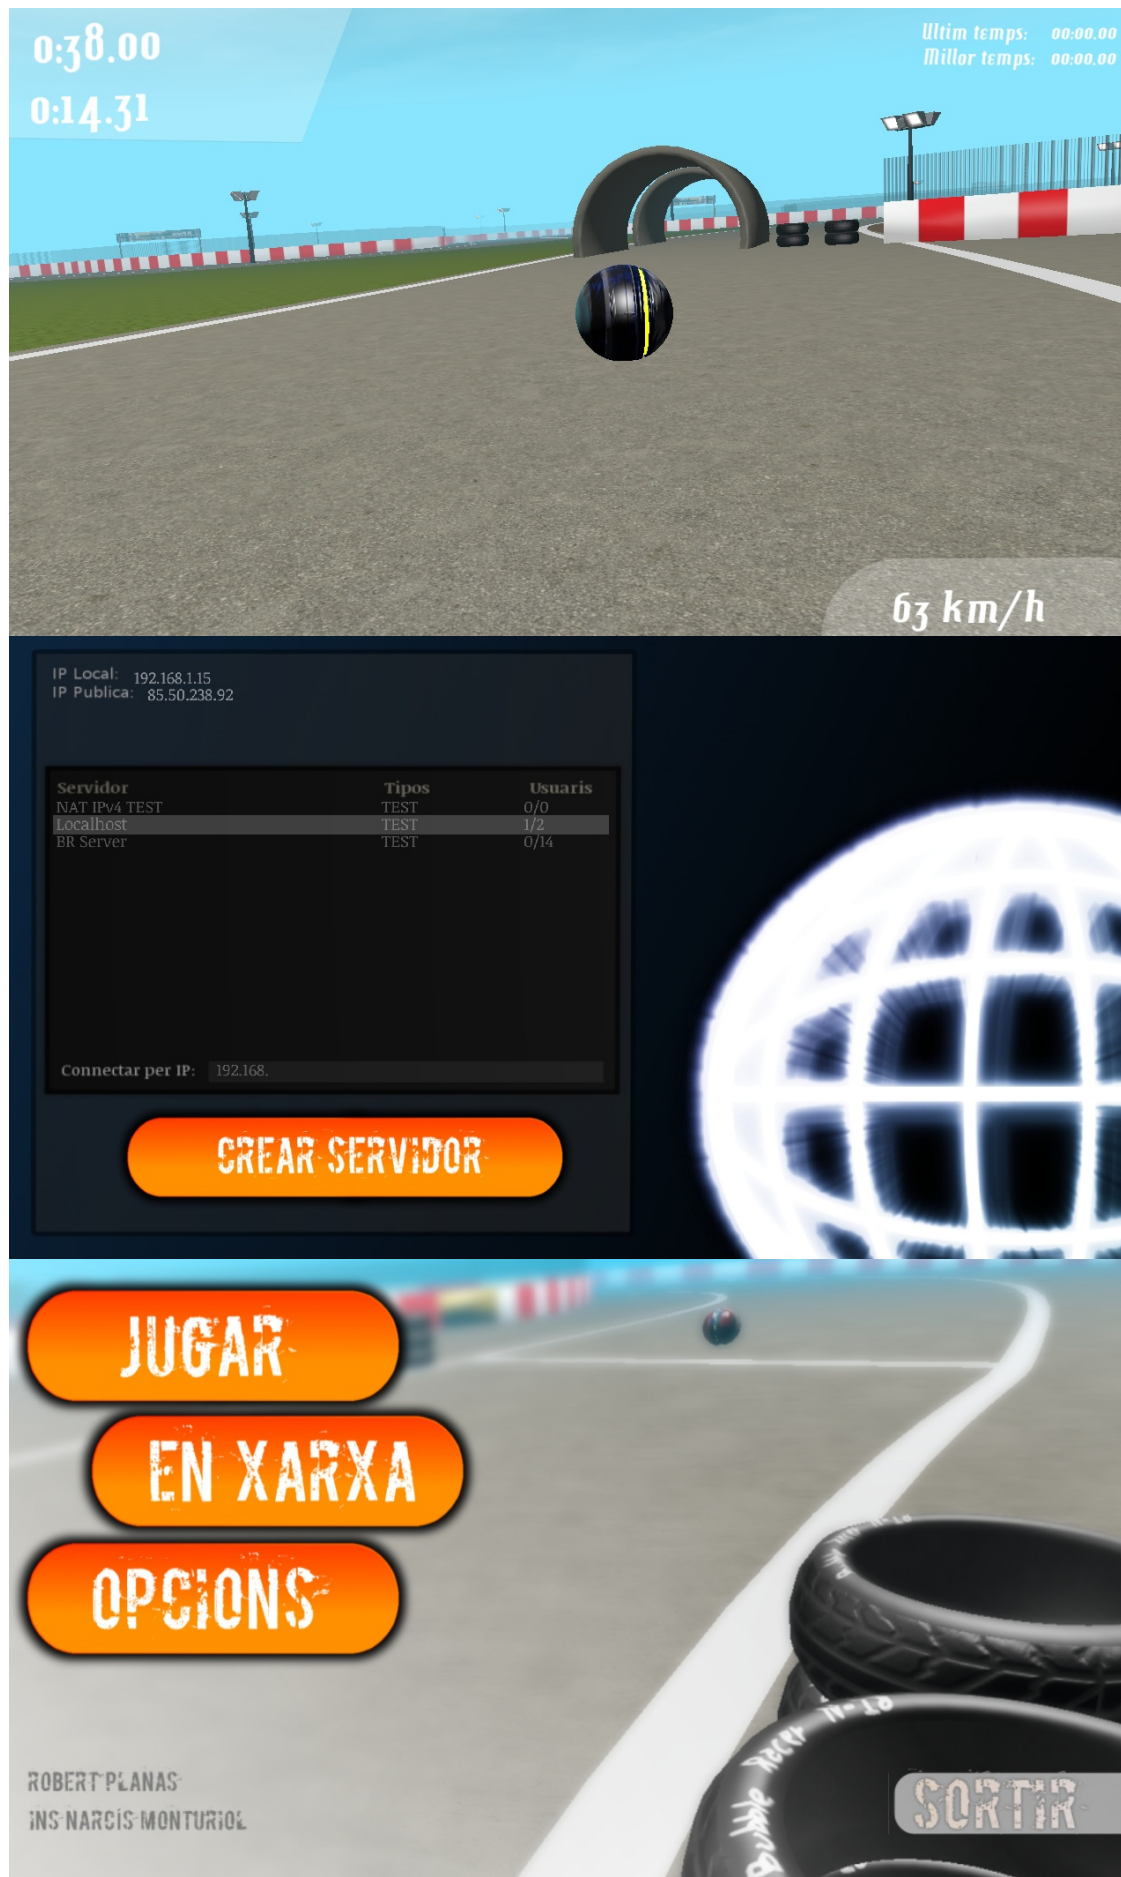 0:38.00
0:14.31
Ultim temps: 00:00.00
Millor temps: 00:00.00
63 km/h
IP Local: 192.168.1.15
IP Publica: 85.50.238.92
Servidor Tipos Usuaris
NAT IPv4 TEST TEST 0/0
Localhost TEST 1/2
BR Server TEST 0/14
Connectar per IP: 192.168.
CREAR SERVIDOR
JUGAR
EN XARXA
OPCIONS
ROBERT PLANAS
INS NARCÍS MONTURIOL
SORTIR
Bubble Racer